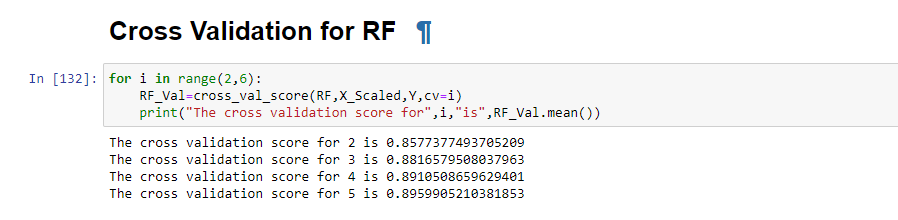 Cross Validation for RF ¶
In [132]: for i in range(2,6):
    RF_Val=cross_val_score(RF,X_Scaled,Y,cv=i)
    print("The cross validation score for",i,"is",RF_Val.mean())
The cross validation score for 2 is 0.8577377493705209
The cross validation score for 3 is 0.8816579508037963
The cross validation score for 4 is 0.8910508659629401
The cross validation score for 5 is 0.8959905210381853